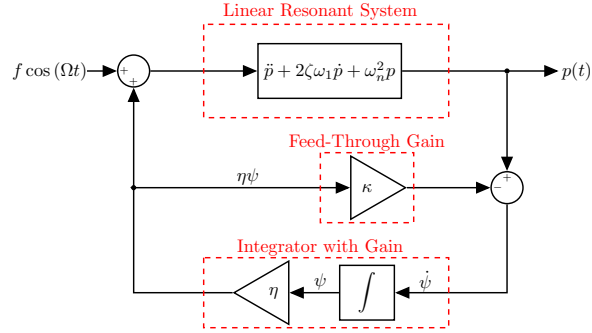 Linear Resonant System
f cos (Ωt)
+
+
p̈ + 2ζω₁ṗ + ωₙ²p
p(t)
Feed-Through Gain
ηψ
κ
+
−
Integrator with Gain
η
ψ
∫
ψ̇